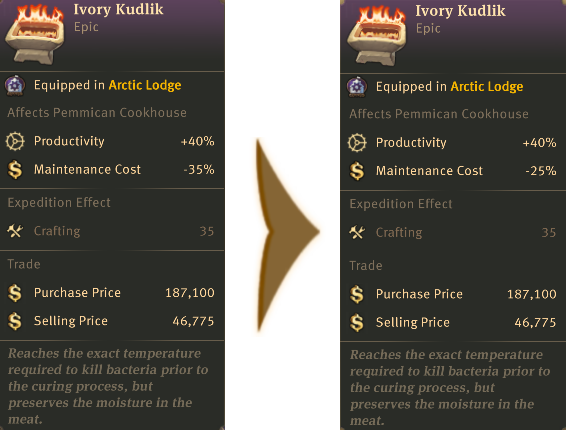 Ivory Kudlik
Epic
Equipped in Arctic Lodge
Affects Pemmican Cookhouse
Productivity +40%
Maintenance Cost -35%
Expedition Effect
Crafting 35
Trade
Purchase Price 187,100
Selling Price 46,775
Reaches the exact temperature
required to kill bacteria prior to
the curing process, but
preserves the moisture in the
meat.
Ivory Kudlik
Epic
Equipped in Arctic Lodge
Affects Pemmican Cookhouse
Productivity +40%
Maintenance Cost -25%
Expedition Effect
Crafting 35
Trade
Purchase Price 187,100
Selling Price 46,775
Reaches the exact temperature
required to kill bacteria prior to
the curing process, but
preserves the moisture in the
meat.